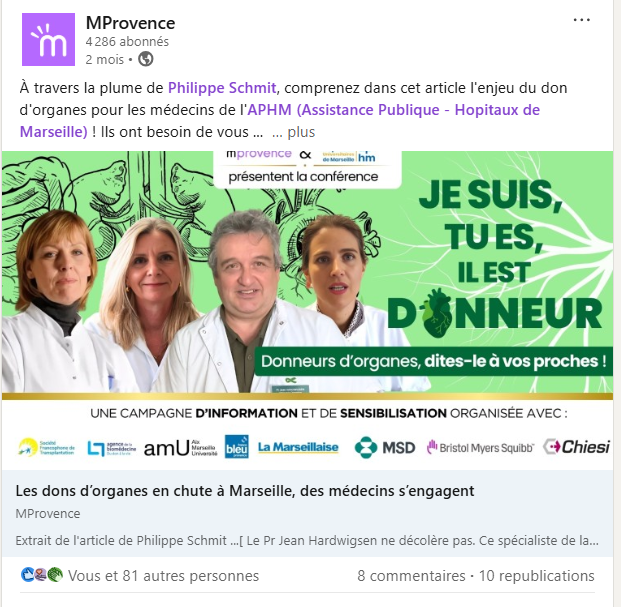 MProvence
4 286 abonnés
2 mois •
À travers la plume de Philippe Schmit, comprenez dans cet article l'enjeu du don
d'organes pour les médecins de l'APHM (Assistance Publique - Hopitaux de
Marseille) ! Ils ont besoin de vous ... ... plus
mprovence & de Marseille hm
présentent la conférence
JE SUIS,
TU ES,
IL EST
DONNEUR
Donneurs d'organes, dites-le à vos proches !
UNE CAMPAGNE D'INFORMATION ET DE SENSIBILISATION ORGANISÉE AVEC :
Société Francophone de Transplantation agence de la biomédecine amU Aix Marseille Université bleu provence La Marseillaise MSD Bristol Myers Squibb Chiesi
Les dons d'organes en chute à Marseille, des médecins s'engagent
MProvence
Extrait de l'article de Philippe Schmit ...[ Le Pr Jean Hardwigsen ne décolère pas. Ce spécialiste de la...
Vous et 81 autres personnes 8 commentaires · 10 republications